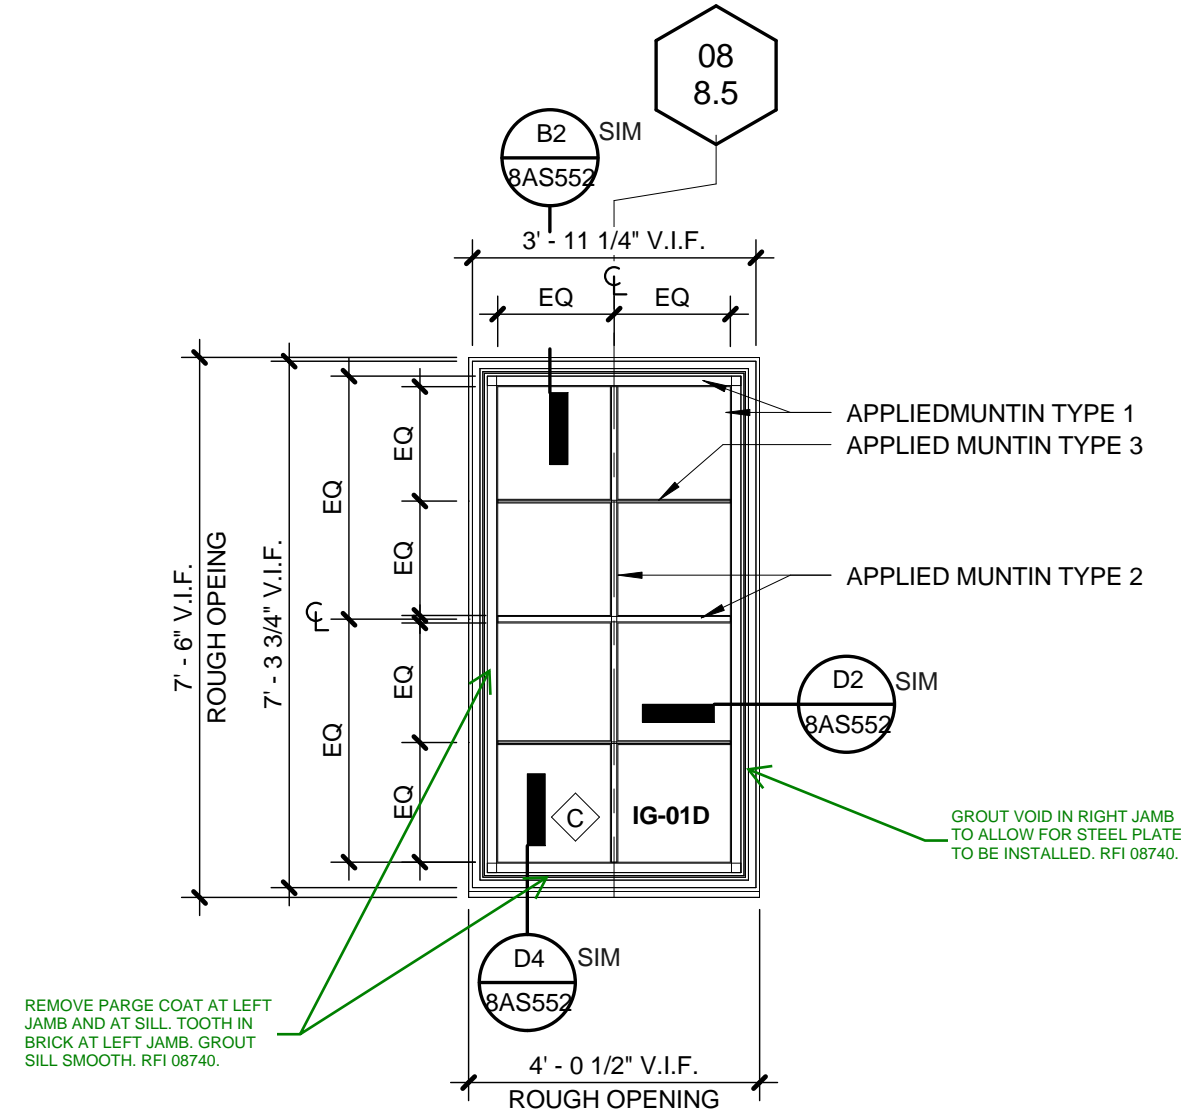 08
8.5
B2
SIM
8AS552
3' - 11 1/4" V.I.F.
CL
EQ
EQ
APPLIEDMUNTIN TYPE 1
APPLIED MUNTIN TYPE 3
APPLIED MUNTIN TYPE 2
7' - 6" V.I.F.
ROUGH OPEING
7' - 3 3/4" V.I.F.
CL
EQ
EQ
EQ
EQ
EQ
EQ
D2
SIM
8AS552
C
IG-01D
GROUT VOID IN RIGHT JAMB
TO ALLOW FOR STEEL PLATE
TO BE INSTALLED. RFI 08740.
D4
SIM
8AS552
REMOVE PARGE COAT AT LEFT
JAMB AND AT SILL. TOOTH IN
BRICK AT LEFT JAMB. GROUT
SILL SMOOTH. RFI 08740.
4' - 0 1/2" V.I.F.
ROUGH OPENING